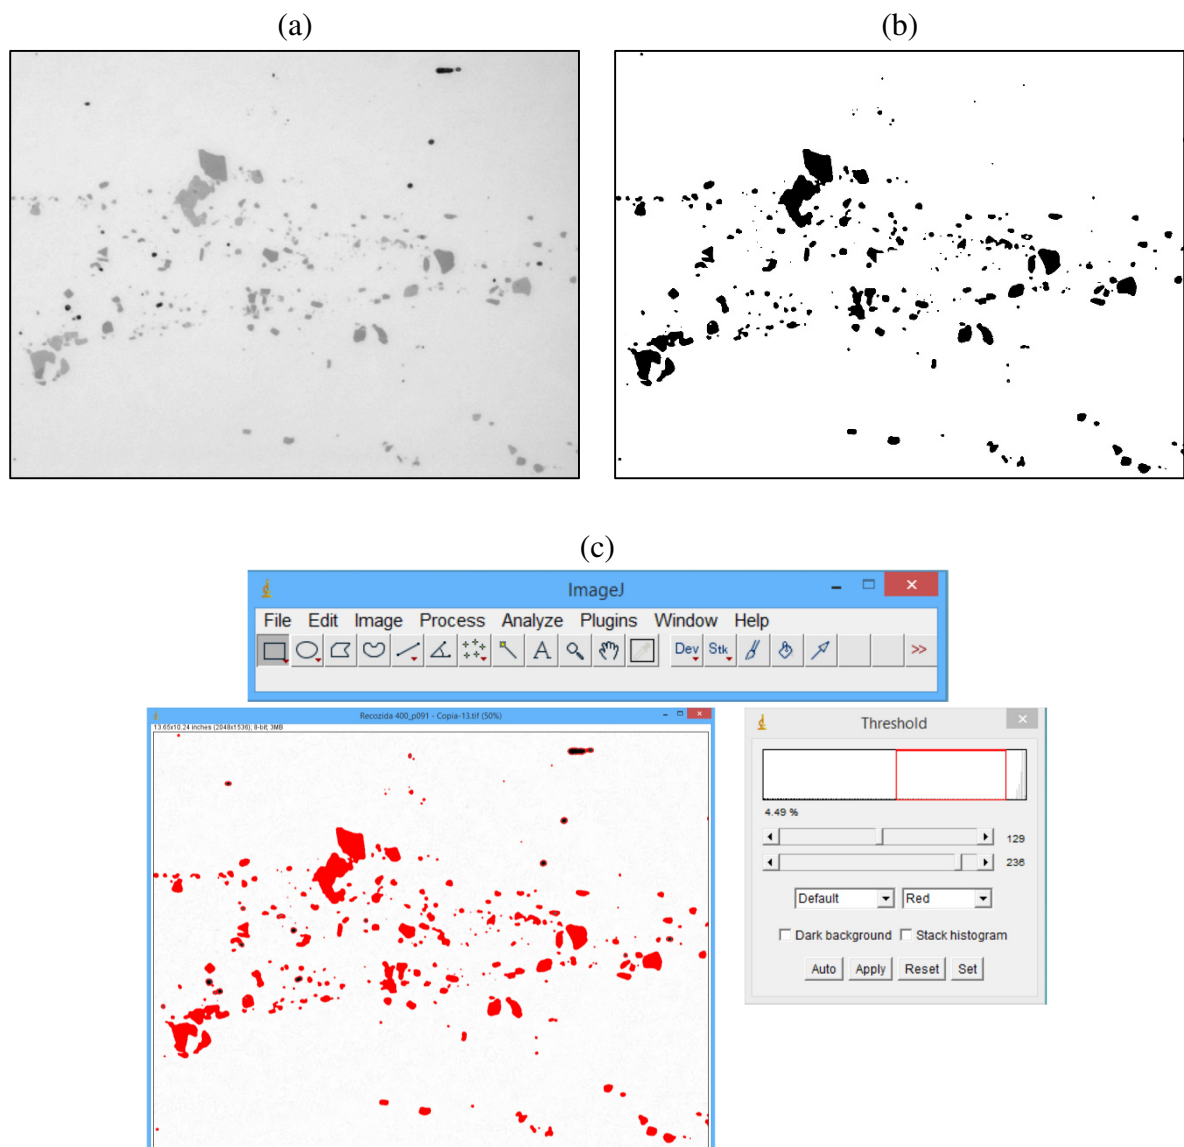 (a)
(b)
(c)
ImageJ
File Edit Image Process Analyze Plugins Window Help
A Dev Stk >>
Recozida 400_p091 - Copia-13.tif (50%)
13.65x10.24 inches (2048x1536); 8-bit; 3MB
Threshold
4.49 %
129
236
Default Red
Dark background Stack histogram
Auto Apply Reset Set